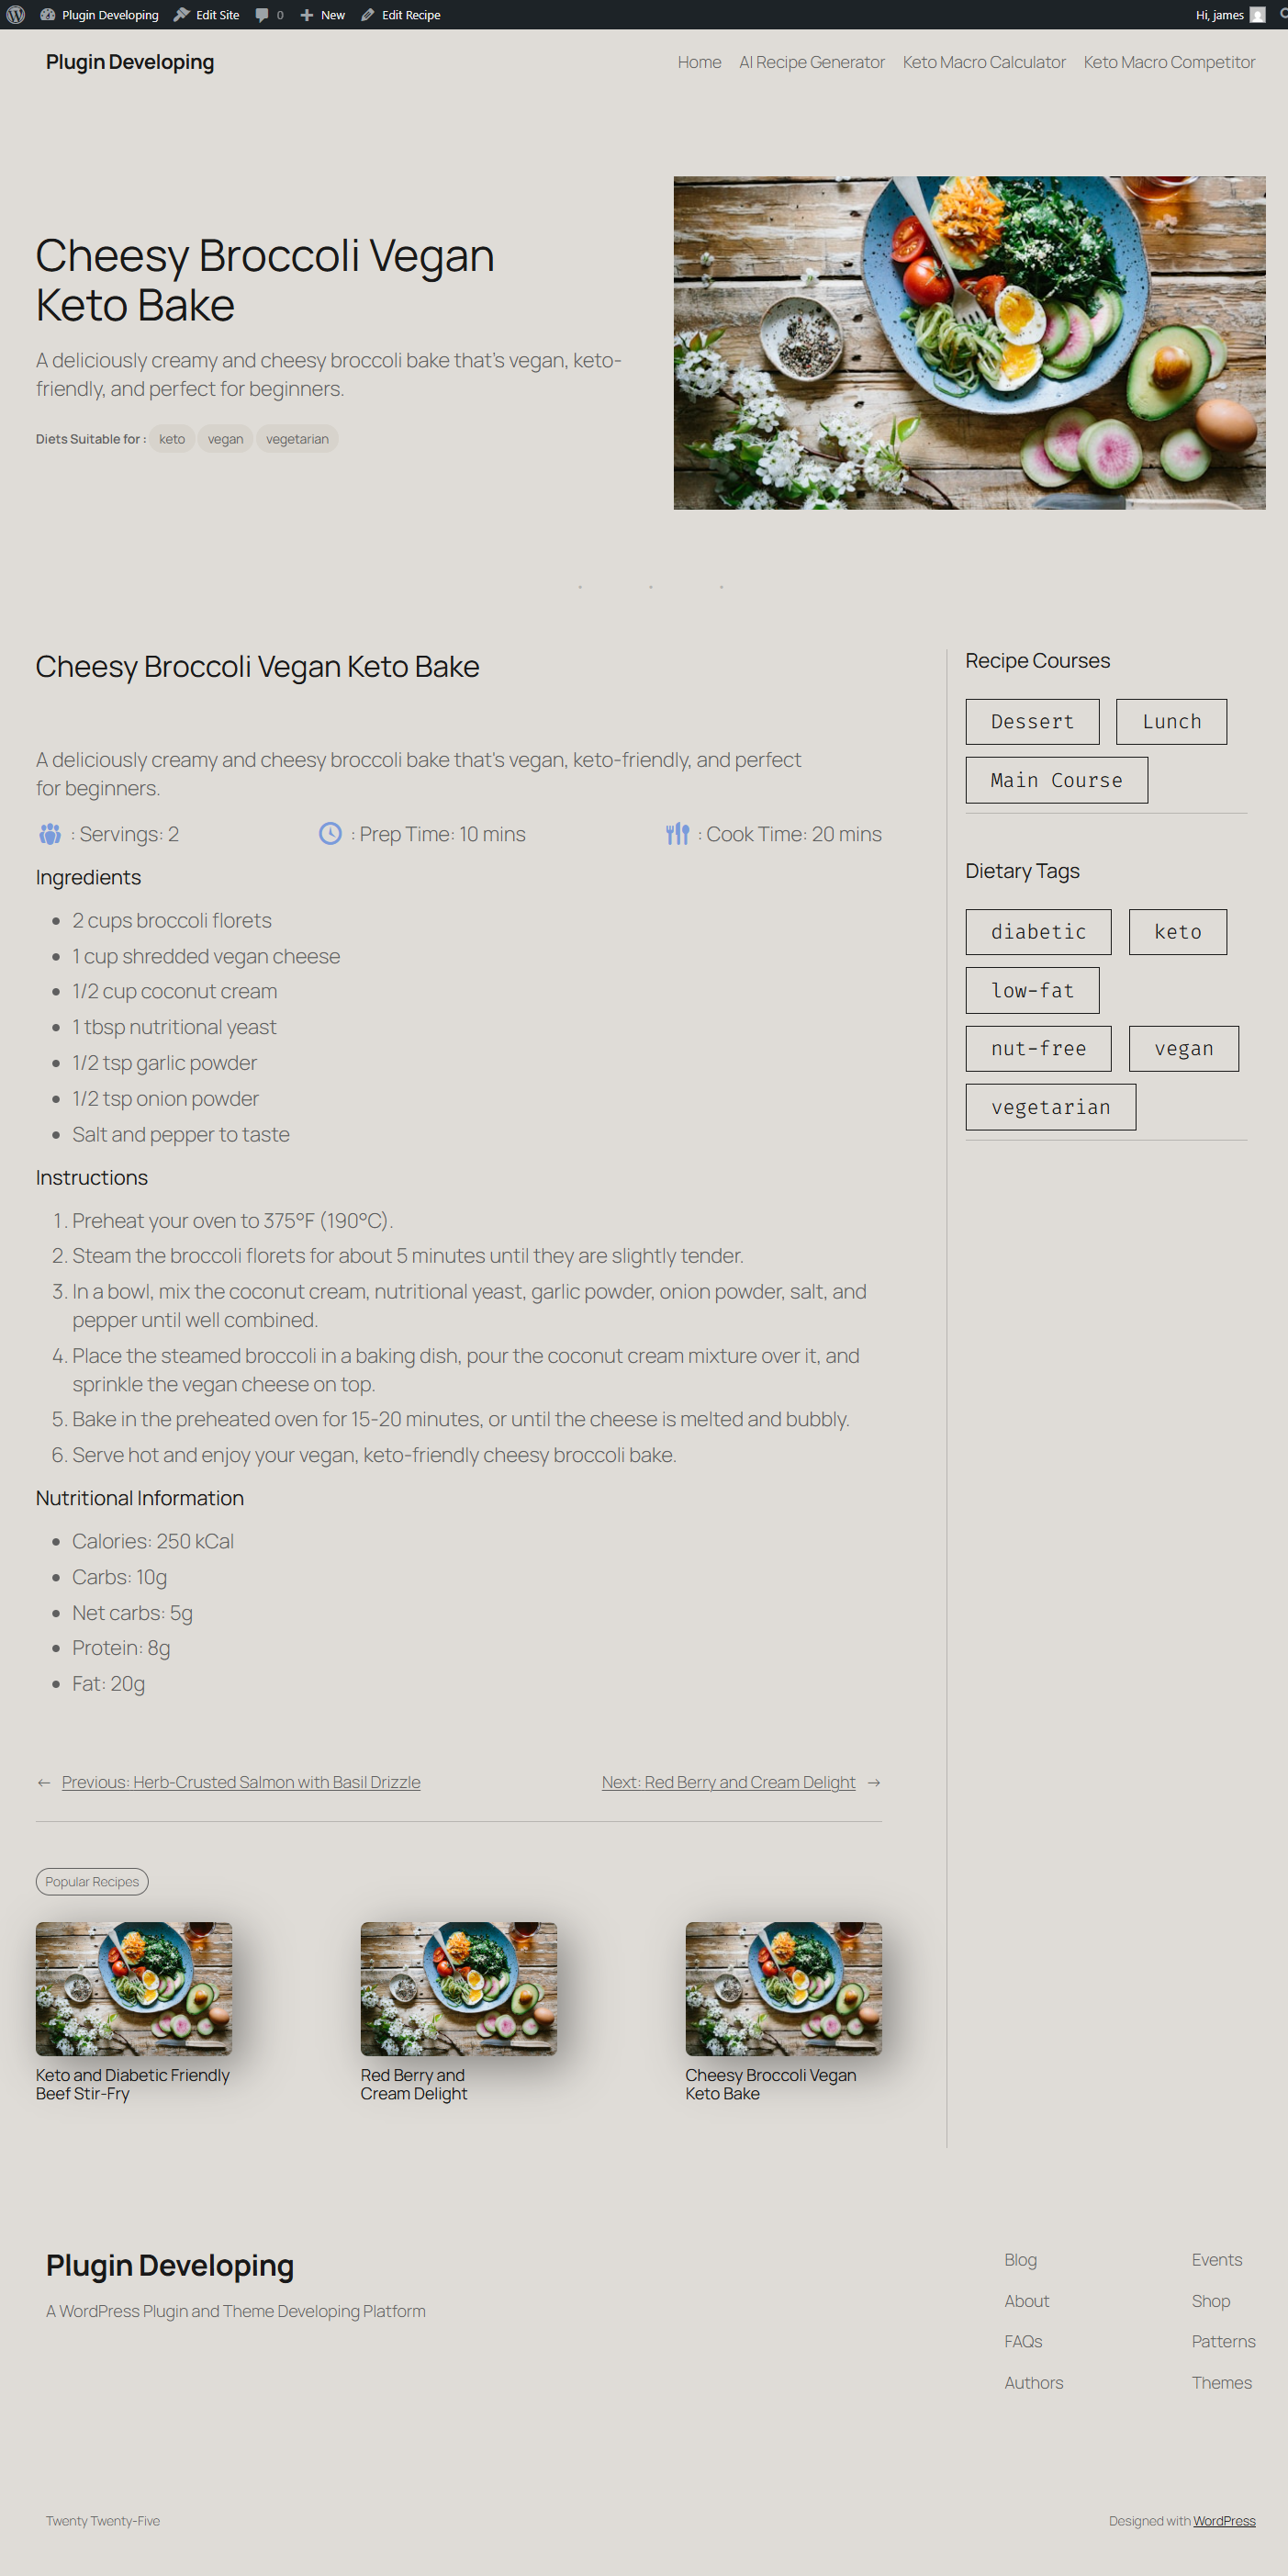 Plugin Developing Edit Site 0 New Edit Recipe Hi, james
Plugin Developing
Home AI Recipe Generator Keto Macro Calculator Keto Macro Competitor
Cheesy Broccoli Vegan
Keto Bake
A deliciously creamy and cheesy broccoli bake that's vegan, keto-
friendly, and perfect for beginners.
Diets Suitable for : keto vegan vegetarian
Cheesy Broccoli Vegan Keto Bake
A deliciously creamy and cheesy broccoli bake that's vegan, keto-friendly, and perfect
for beginners.
: Servings: 2 : Prep Time: 10 mins : Cook Time: 20 mins
Ingredients
2 cups broccoli florets
1 cup shredded vegan cheese
1/2 cup coconut cream
1 tbsp nutritional yeast
1/2 tsp garlic powder
1/2 tsp onion powder
Salt and pepper to taste
Instructions
1. Preheat your oven to 375°F (190°C).
2. Steam the broccoli florets for about 5 minutes until they are slightly tender.
3. In a bowl, mix the coconut cream, nutritional yeast, garlic powder, onion powder, salt, and
pepper until well combined.
4. Place the steamed broccoli in a baking dish, pour the coconut cream mixture over it, and
sprinkle the vegan cheese on top.
5. Bake in the preheated oven for 15-20 minutes, or until the cheese is melted and bubbly.
6. Serve hot and enjoy your vegan, keto-friendly cheesy broccoli bake.
Nutritional Information
Calories: 250 kCal
Carbs: 10g
Net carbs: 5g
Protein: 8g
Fat: 20g
← Previous: Herb-Crusted Salmon with Basil Drizzle
Next: Red Berry and Cream Delight →
Popular Recipes
Keto and Diabetic Friendly
Beef Stir-Fry
Red Berry and
Cream Delight
Cheesy Broccoli Vegan
Keto Bake
Recipe Courses
Dessert Lunch
Main Course
Dietary Tags
diabetic keto
low-fat
nut-free vegan
vegetarian
Plugin Developing
A WordPress Plugin and Theme Developing Platform
Blog
About
FAQs
Authors
Events
Shop
Patterns
Themes
Twenty Twenty-Five
Designed with WordPress